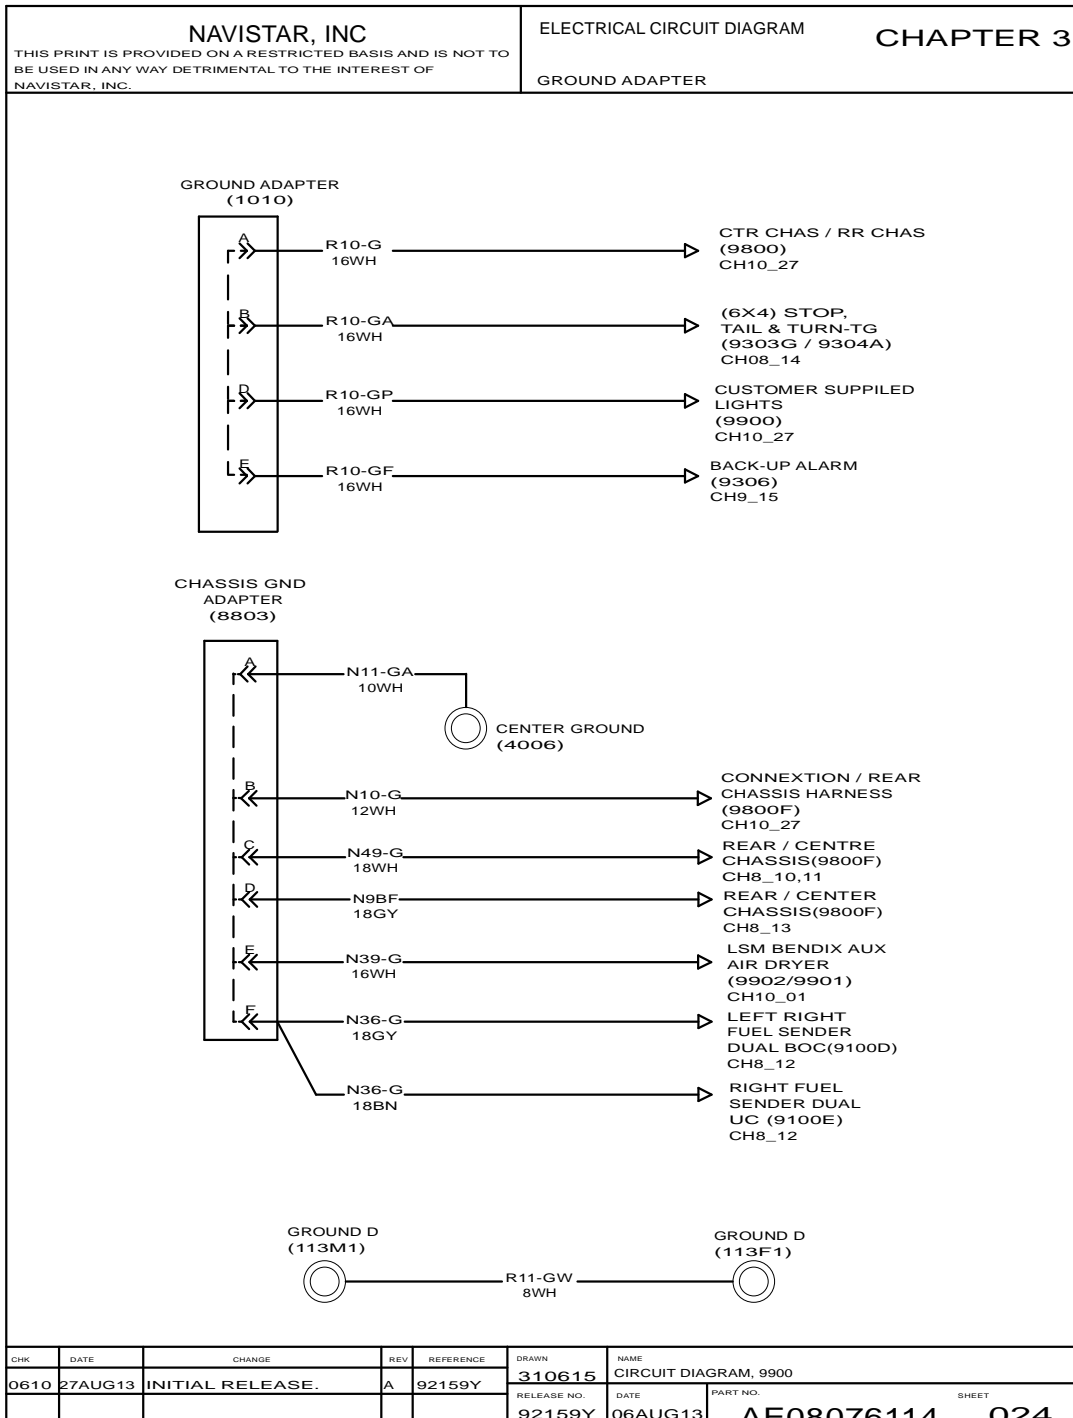 NAVISTAR, INC
THIS PRINT IS PROVIDED ON A RESTRICTED BASIS AND IS NOT TO
BE USED IN ANY WAY DETRIMENTAL TO THE INTEREST OF
NAVISTAR, INC.
ELECTRICAL CIRCUIT DIAGRAM
CHAPTER 3
GROUND ADAPTER
GROUND ADAPTER
(1010)
A
R10-G
16WH
CTR CHAS / RR CHAS
(9800)
CH10_27
B
R10-GA
16WH
(6X4) STOP,
TAIL & TURN-TG
(9303G / 9304A)
CH08_14
D
R10-GP
16WH
CUSTOMER SUPPILED
LIGHTS
(9900)
CH10_27
E
R10-GF
16WH
BACK-UP ALARM
(9306)
CH9_15
CHASSIS GND
ADAPTER
(8803)
A
N11-GA
10WH
CENTER GROUND
(4006)
B
N10-G
12WH
CONNEXTION / REAR
CHASSIS HARNESS
(9800F)
CH10_27
C
N49-G
18WH
REAR / CENTRE
CHASSIS(9800F)
CH8_10,11
D
N9BF
18GY
REAR / CENTER
CHASSIS(9800F)
CH8_13
E
N39-G
16WH
LSM BENDIX AUX
AIR DRYER
(9902/9901)
CH10_01
F
N36-G
18GY
LEFT RIGHT
FUEL SENDER
DUAL BOC(9100D)
CH8_12
N36-G
18BN
RIGHT FUEL
SENDER DUAL
UC (9100E)
CH8_12
GROUND D
(113M1)
R11-GW
8WH
GROUND D
(113F1)
CHK DATE CHANGE REV REFERENCE
0610 27AUG13 INITIAL RELEASE. A 92159Y
DRAWN
310615
NAME
CIRCUIT DIAGRAM, 9900
RELEASE NO.
92159Y
DATE
06AUG13
PART NO.
AE08076114
SHEET
024